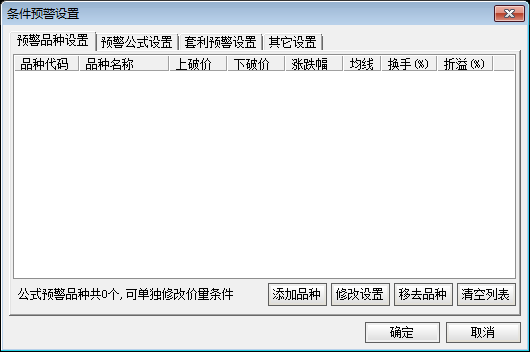 条件预警设置
预警品种设置 预警公式设置 套利预警设置 其它设置
品种代码 品种名称 上破价 下破价 涨跌幅 均线 换手(%) 折溢(%)
公式预警品种共0个,可单独修改价量条件 添加品种 修改设置 移去品种 清空列表
确定 取消